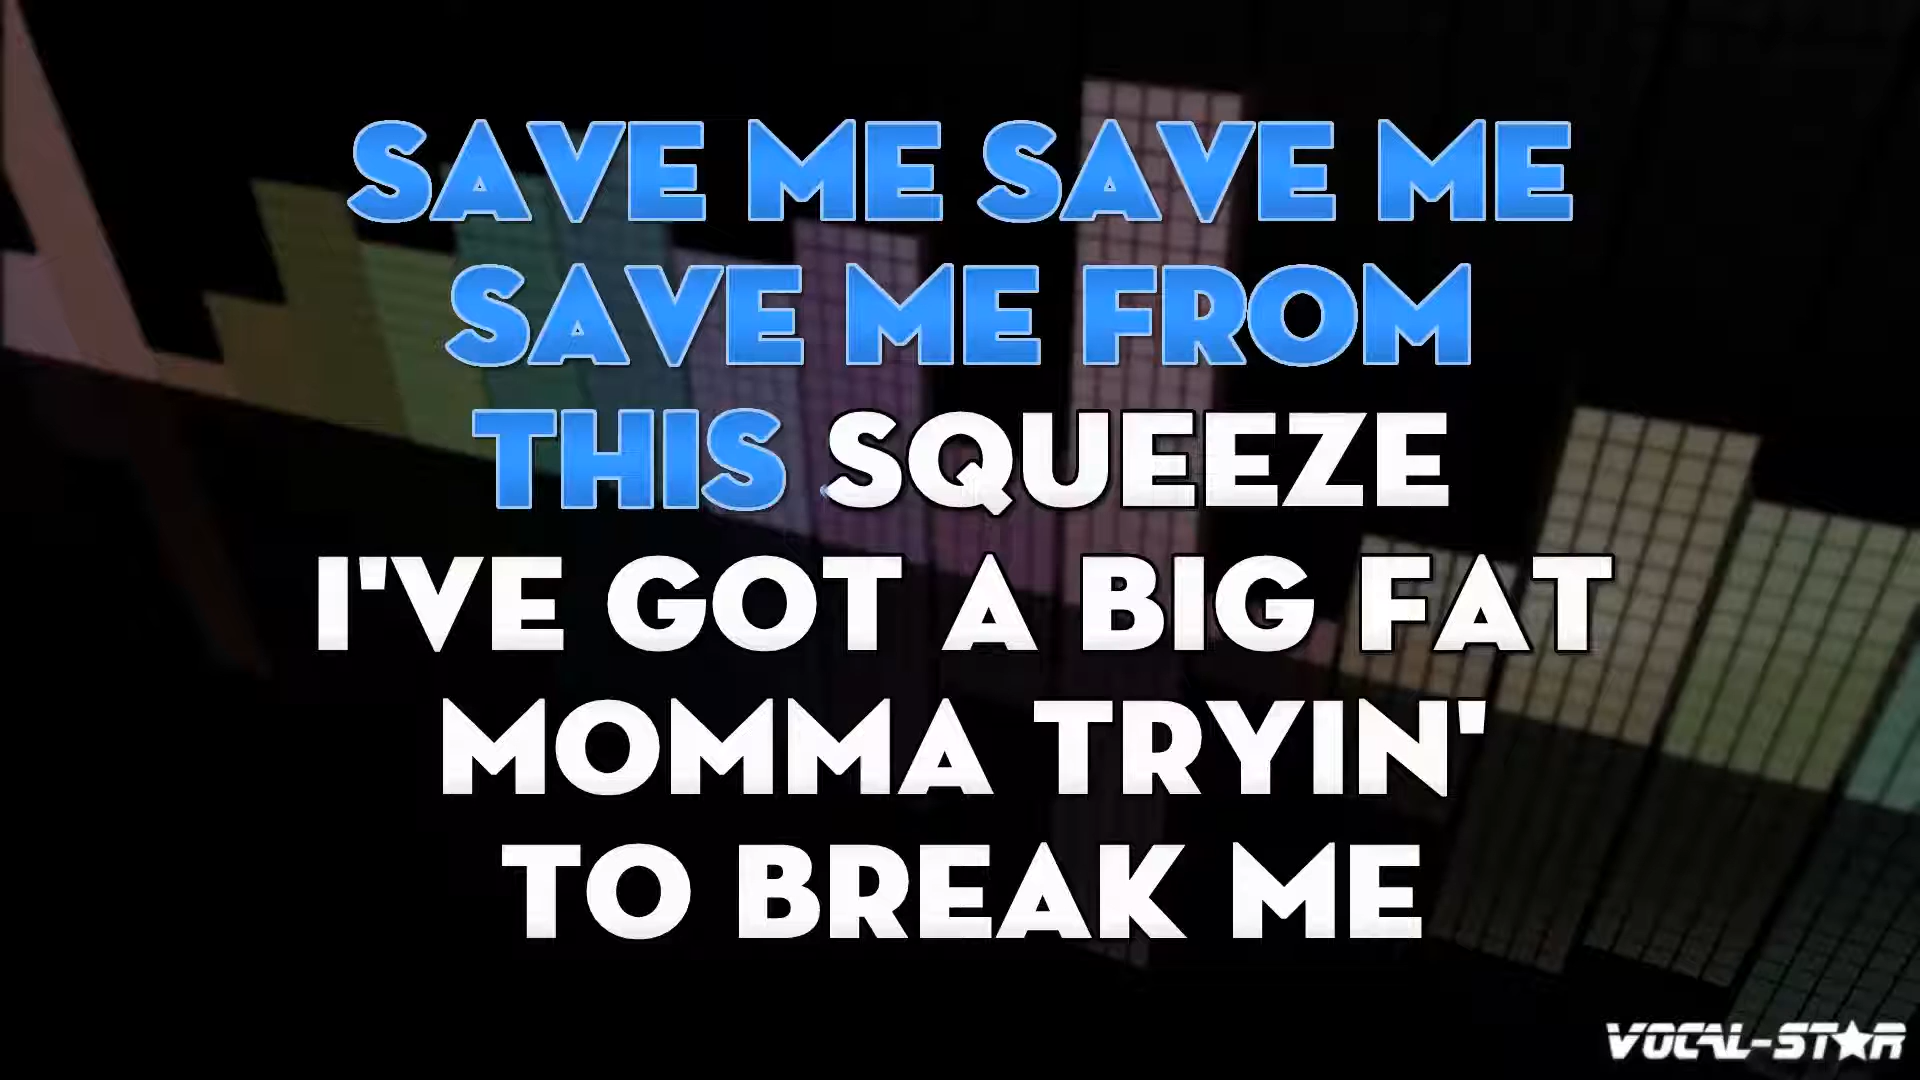 SAVE ME SAVE ME
SAVE ME FROM
THIS SQUEEZE
I'VE GOT A BIG FAT
MOMMA TRYIN'
TO BREAK ME
VOCAL-STAR